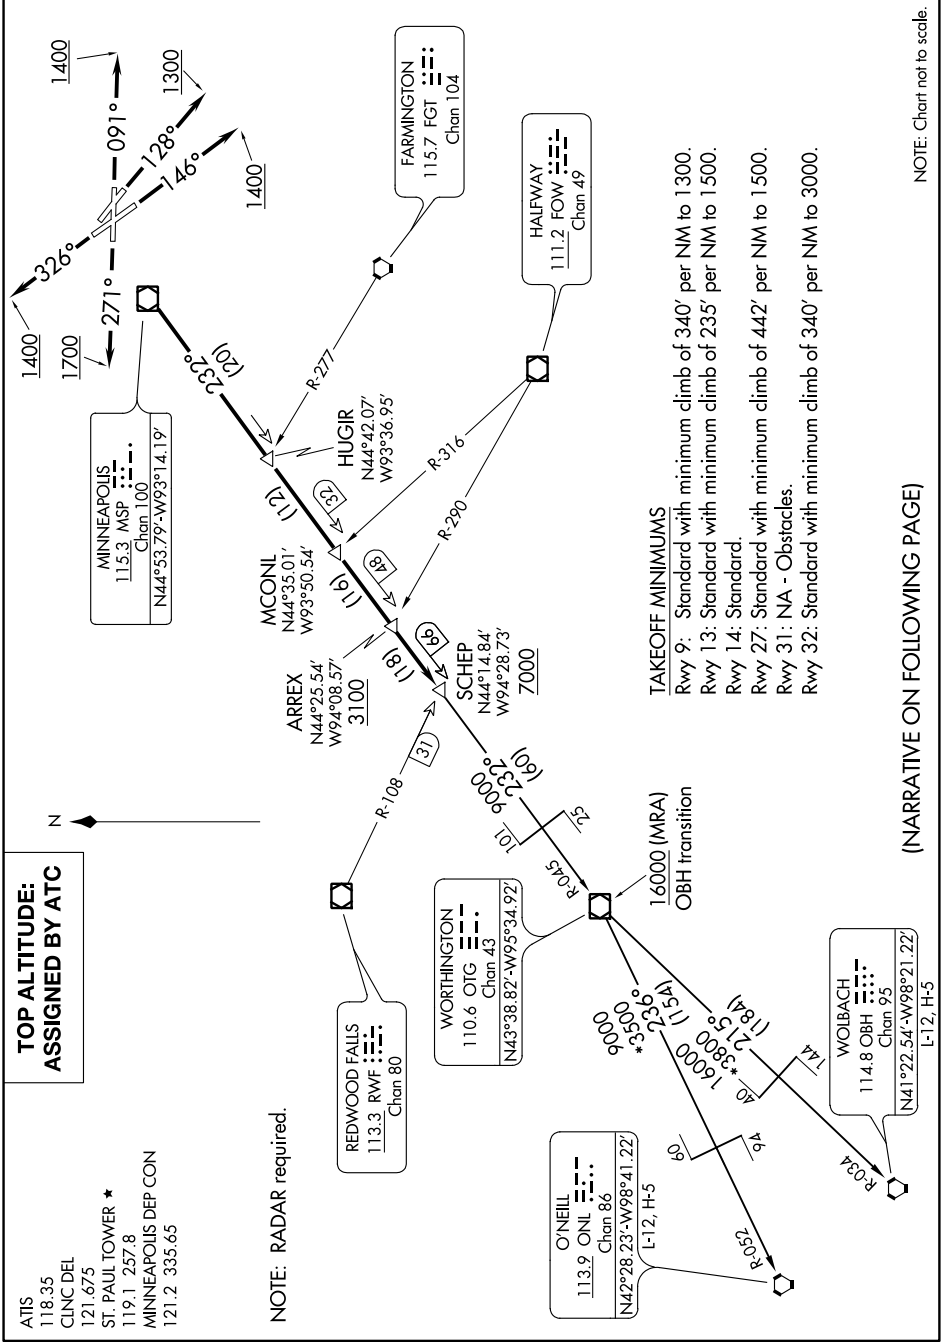 TOP ALTITUDE:
ASSIGNED BY ATC
ATIS
118.35
CLNC DEL
121.675
ST. PAUL TOWER ★
119.1 257.8
MINNEAPOLIS DEP CON
121.2 335.65
NOTE: RADAR required.
N
1400
326°
1700
271°
091°
1400
128°
1300
146°
1400
MINNEAPOLIS
115.3 MSP
Chan 100
N44°53.79'-W93°14.19'
232°
(20)
FARMINGTON
115.7 FGT
Chan 104
R-277
HUGIR
N44°42.07'
W93°36.95'
(12)
32
HALFWAY
111.2 FOW
Chan 49
R-316
R-290
MCONL
N44°35.01'
W93°50.54'
(16)
48
ARREX
N44°25.54'
W94°08.57'
3100
(18)
66
SCHEP
N44°14.84'
W94°28.73'
7000
REDWOOD FALLS
113.3 RWF
Chan 80
R-108
31
9000
232°
(60)
101
25
R-045
WORTHINGTON
110.6 OTG
Chan 43
N43°38.82'-W95°34.92'
16000 (MRA)
OBH transition
9000
*3500
236°
(154)
60
94
R-052
O'NEILL
113.9 ONL
Chan 86
N42°28.23'-W98°41.22'
L-12, H-5
16000
*3800
215°
(184)
40
144
R-034
WOLBACH
114.8 OBH
Chan 95
N41°22.54'-W98°21.22'
L-12, H-5
TAKEOFF MINIMUMS
Rwy 9: Standard with minimum climb of 340' per NM to 1300.
Rwy 13: Standard with minimum climb of 235' per NM to 1500.
Rwy 14: Standard.
Rwy 27: Standard with minimum climb of 442' per NM to 1500.
Rwy 31: NA - Obstacles.
Rwy 32: Standard with minimum climb of 340' per NM to 3000.
(NARRATIVE ON FOLLOWING PAGE)
NOTE: Chart not to scale.